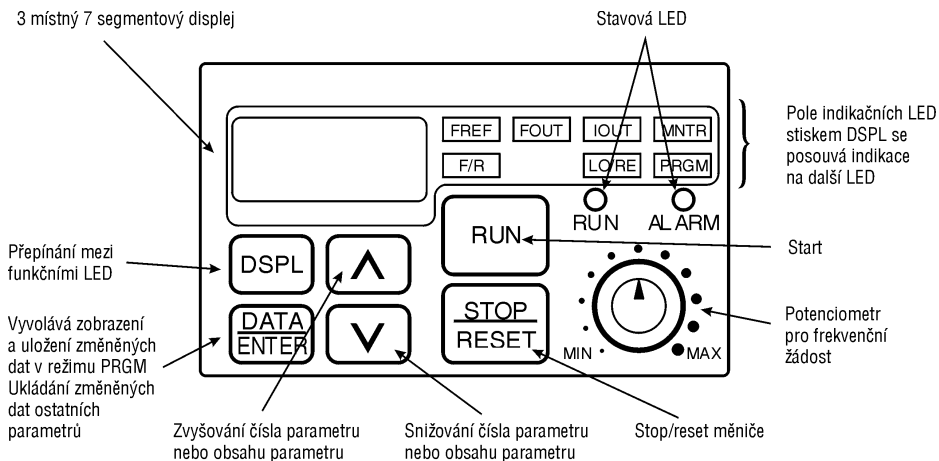 3 místný 7 segmentový displej
Stavová LED
FREF
FOUT
IOUT
MNTR
F/R
LO/RE
PRGM
Pole indikačních LED
stiskem DSPL se
posouvá indikace
na další LED
RUN
ALARM
Přepínání mezi
funkčními LED
DSPL
RUN
Start
Vyvolává zobrazení
a uložení změněných
dat v režimu PRGM
Ukládání změněných
dat ostatních
parametrů
DATA
ENTER
STOP
RESET
MIN
MAX
Potenciometr
pro frekvenční
žádost
Zvyšování čísla parametru
nebo obsahu parametru
Snižování čísla parametru
nebo obsahu parametru
Stop/reset měniče